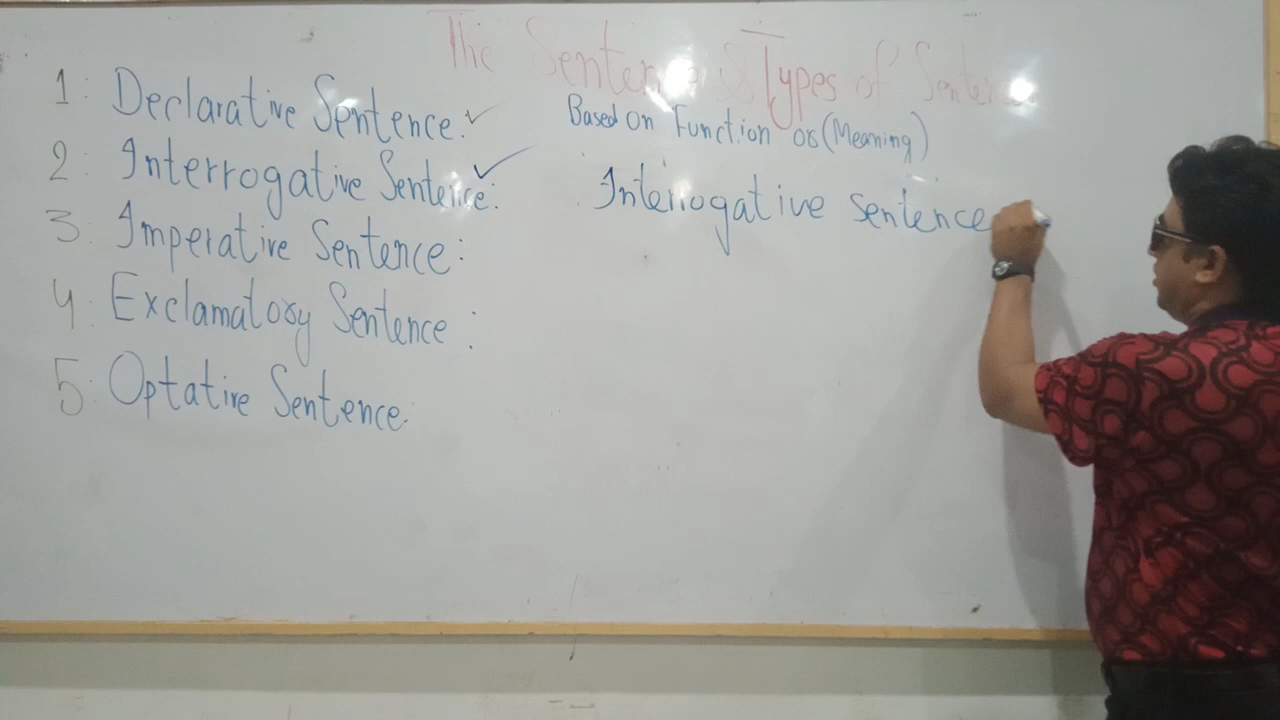 The Sentence & Types of Sentence
1: Declarative Sentence: ✓
Based on Function or (Meaning)
2: Interrogative Sentence: ✓
Interrogative sentence
3: Imperative Sentence:
4: Exclamatory Sentence:
5: Optative Sentence: